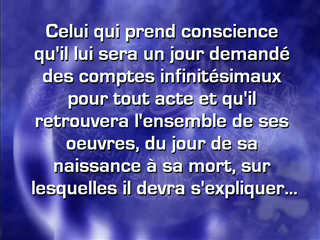 Celui qui prend conscience
qu'il lui sera un jour demandé
des comptes infinitésimaux
pour tout acte et qu'il
retrouvera l'ensemble de ses
oeuvres, du jour de sa
naissance à sa mort, sur
lesquelles il devra s'expliquer...